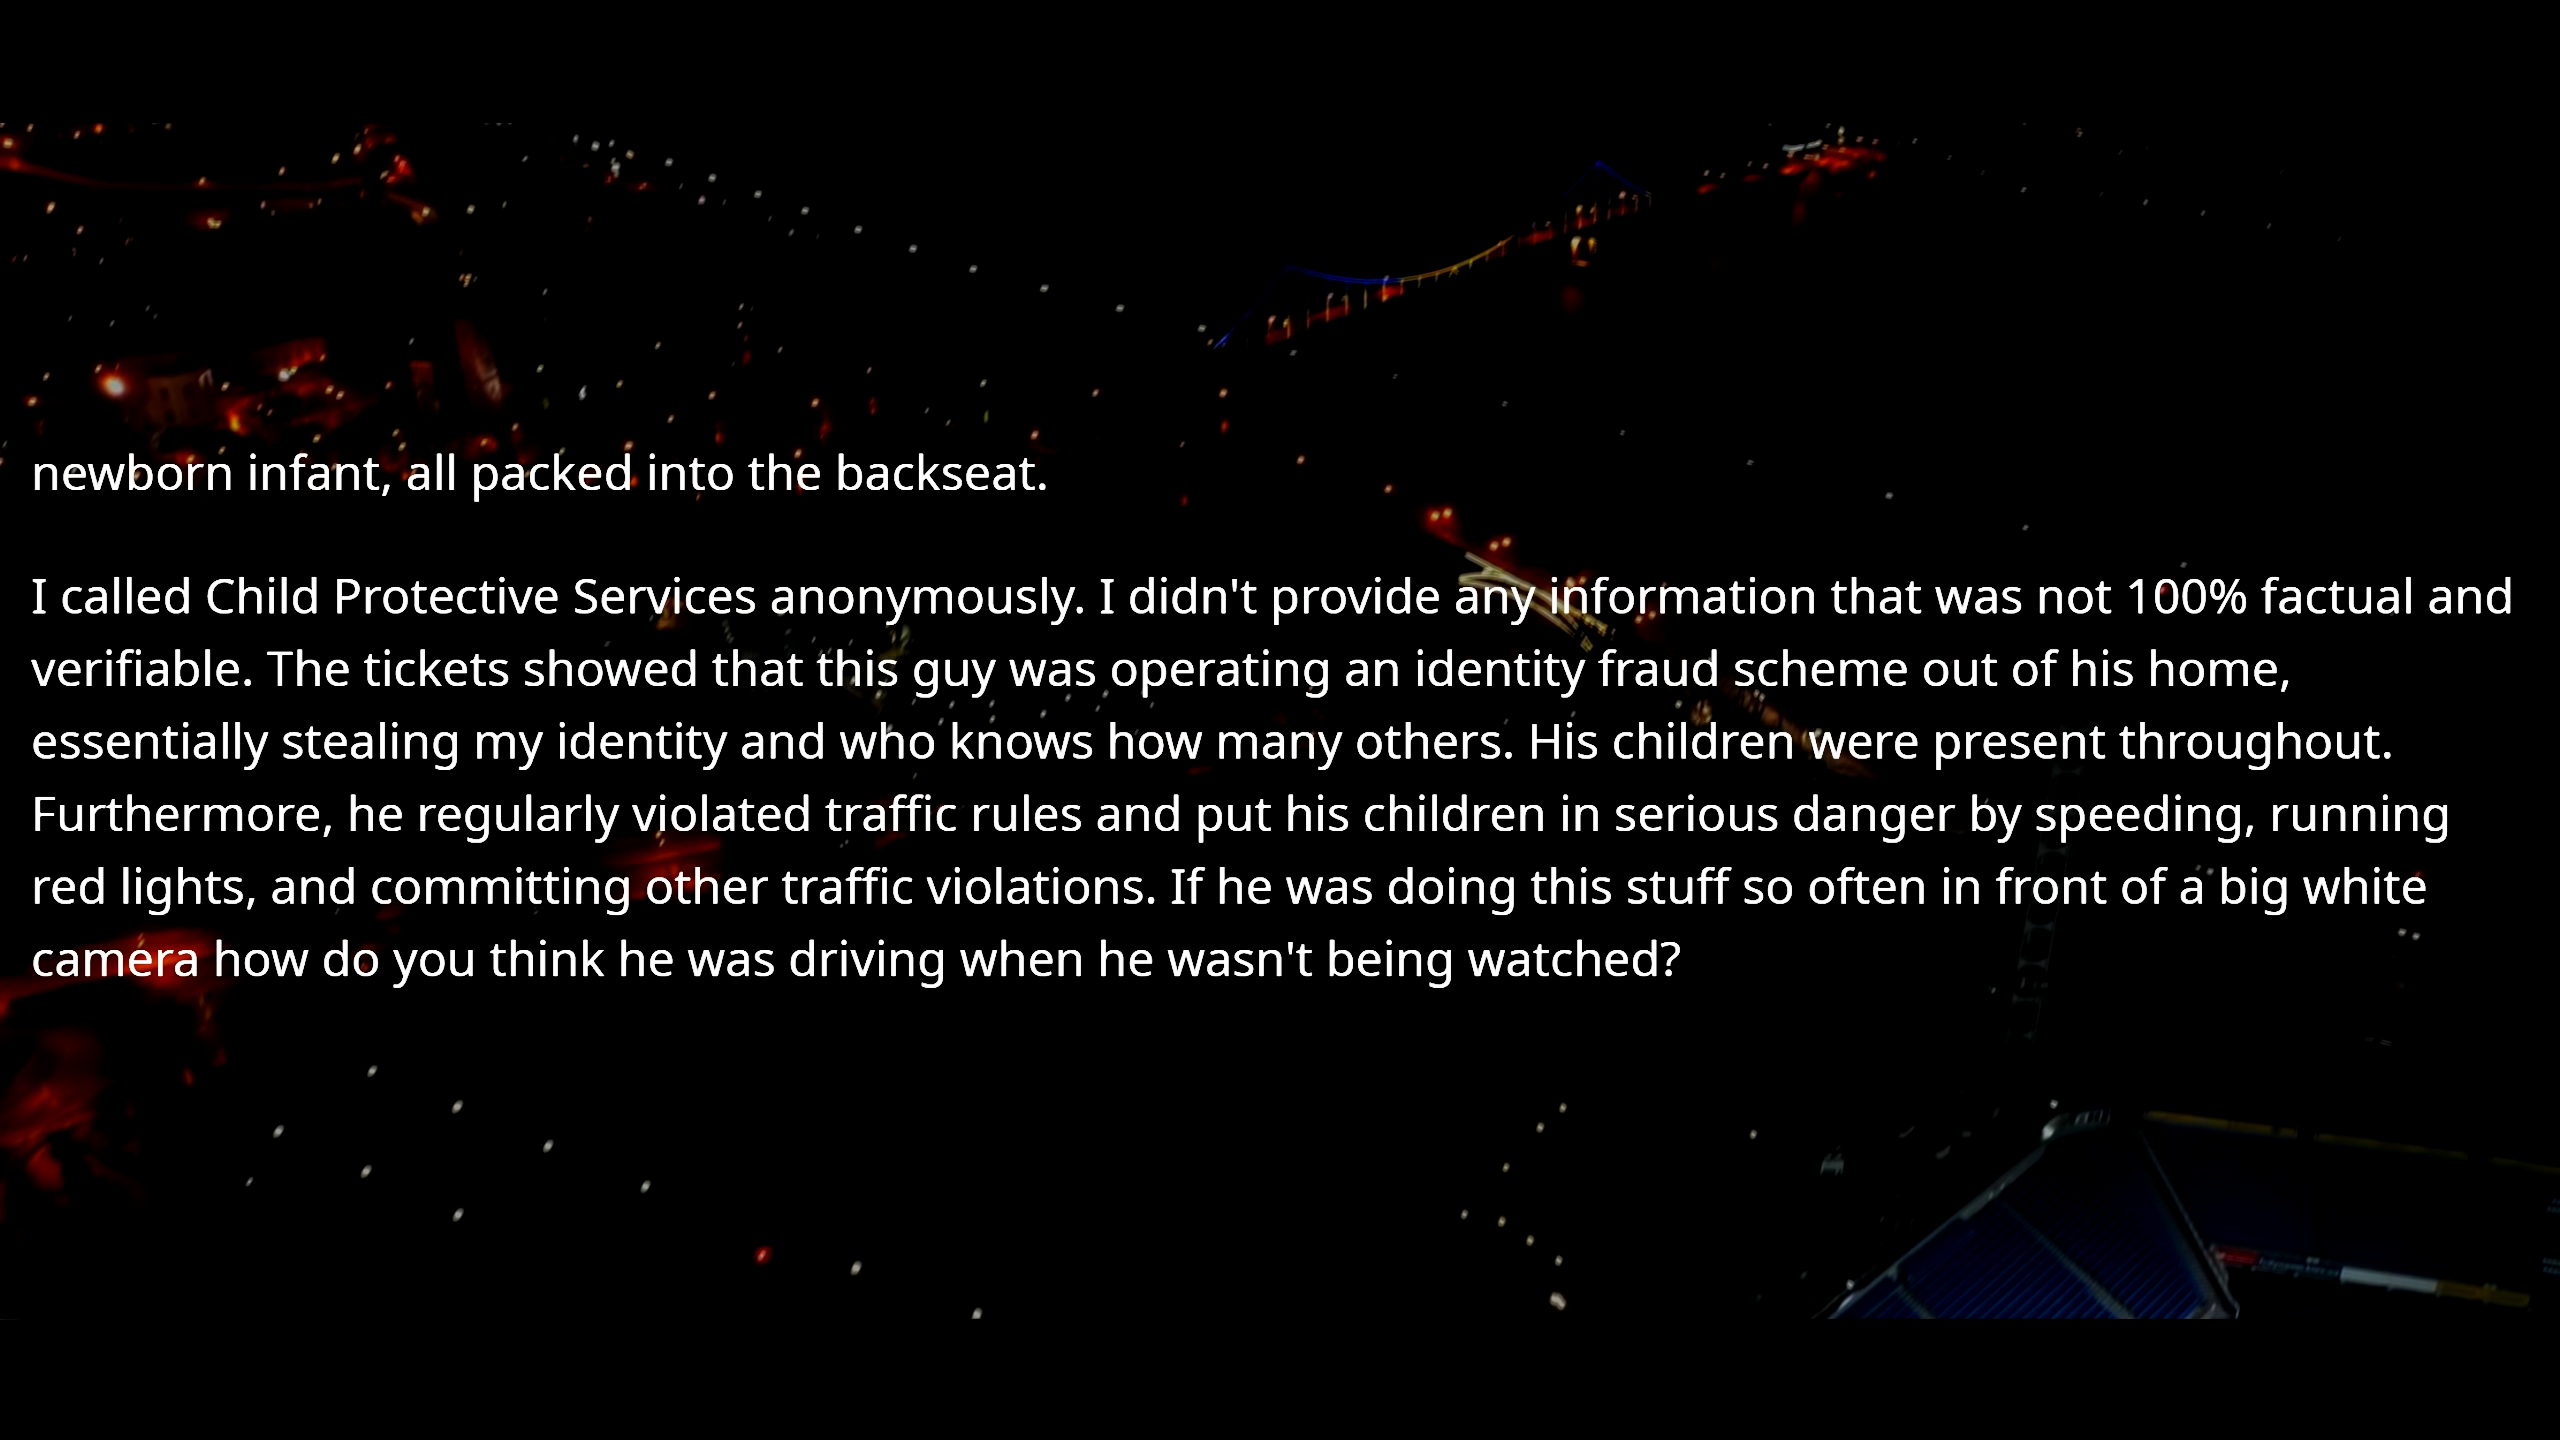 newborn infant, all packed into the backseat.
I called Child Protective Services anonymously. I didn't provide any information that was not 100% factual and
verifiable. The tickets showed that this guy was operating an identity fraud scheme out of his home,
essentially stealing my identity and who knows how many others. His children were present throughout.
Furthermore, he regularly violated traffic rules and put his children in serious danger by speeding, running
red lights, and committing other traffic violations. If he was doing this stuff so often in front of a big white
camera how do you think he was driving when he wasn't being watched?